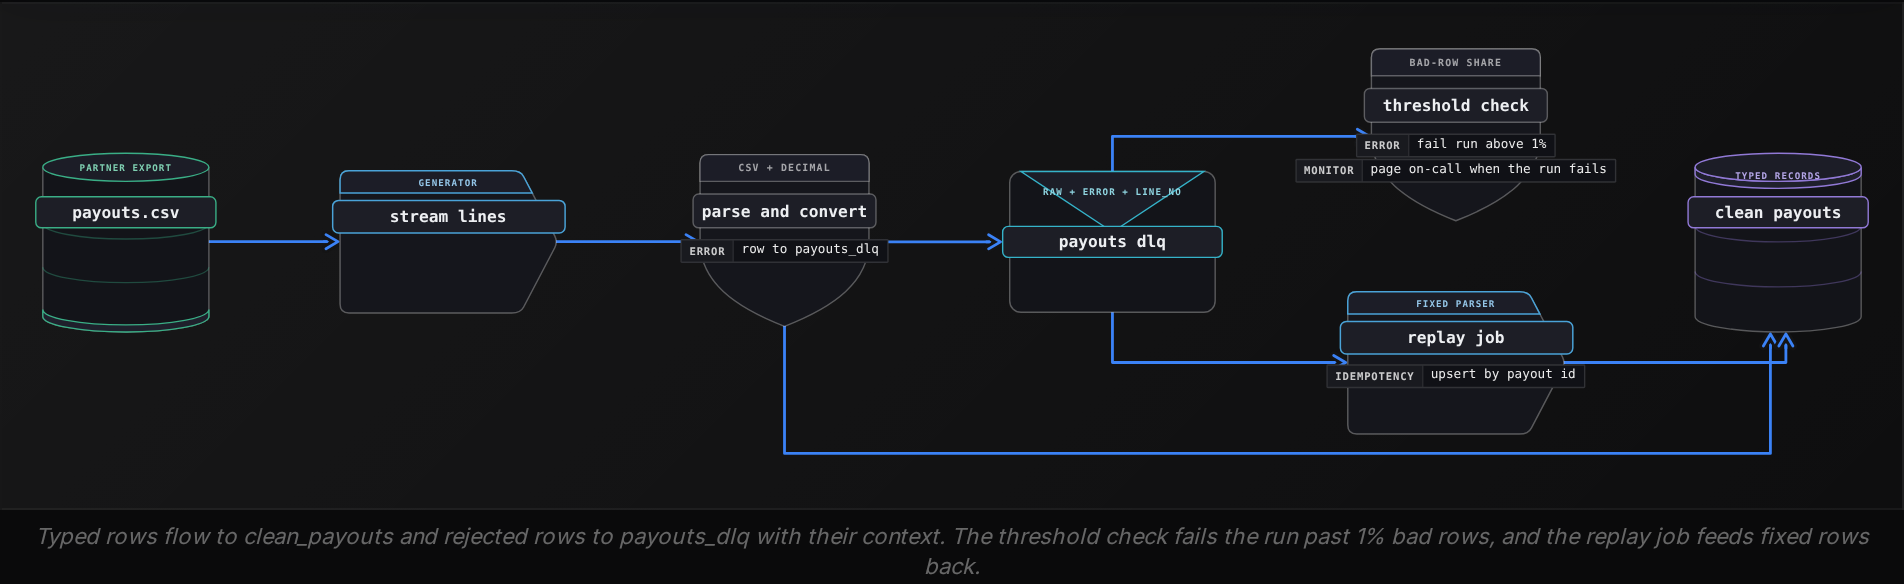 PARTNER EXPORT
payouts.csv
GENERATOR
stream lines
CSV + DECIMAL
parse and convert
ERROR row to payouts_dlq
RAW + ERROR + LINE_NO
payouts dlq
BAD-ROW SHARE
threshold check
ERROR fail run above 1%
MONITOR page on-call when the run fails
FIXED PARSER
replay job
IDEMPOTENCY upsert by payout id
TYPED RECORDS
clean payouts
Typed rows flow to clean_payouts and rejected rows to payouts_dlq with their context. The threshold check fails the run past 1% bad rows, and the replay job feeds fixed rows
back.